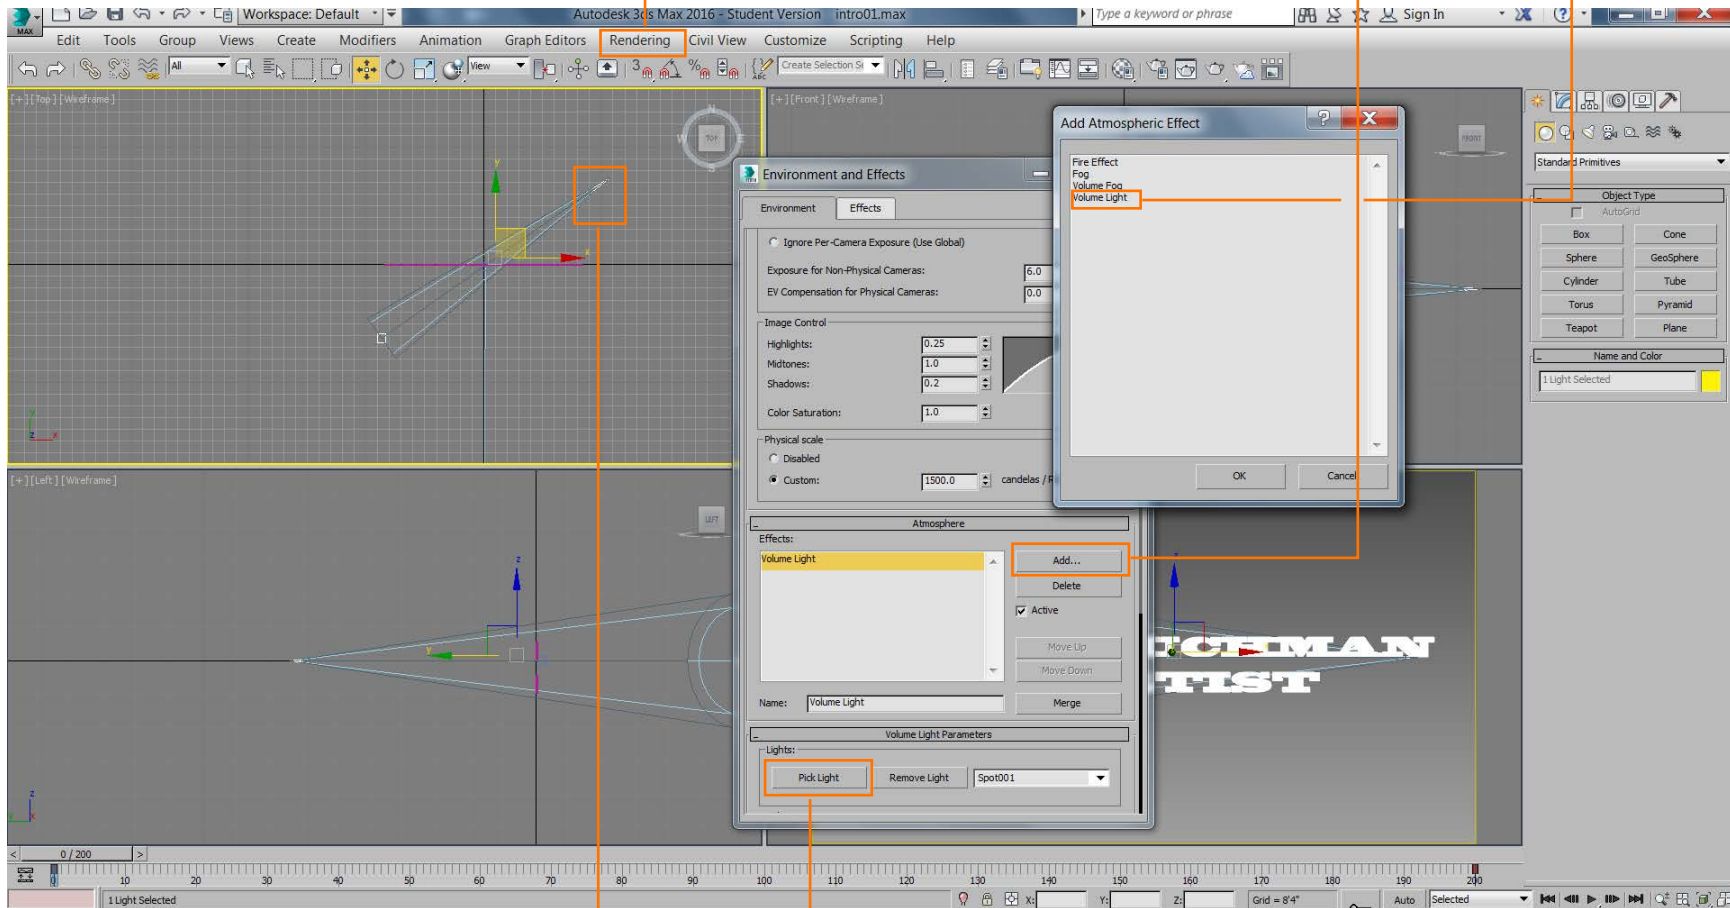 MAX
Workspace: Default
Autodesk 3ds Max 2016 - Student Version intro01.max
Type a keyword or phrase
Sign In
Edit Tools Group Views Create Modifiers Animation Graph Editors Rendering Civil View Customize Scripting Help
All
View
3
%
ABC
[+][Top][Wireframe]
[+][Front][Wireframe]
N
W
TOP
E
S
FRONT
y
x
y
z x
Add Atmospheric Effect
Fire Effect
Fog
Volume Fog
Volume Light
OK Cancel
Environment and Effects
Environment Effects
Ignore Per-Camera Exposure (Use Global)
Exposure for Non-Physical Cameras: 6.0
EV Compensation for Physical Cameras: 0.0
Image Control
Highlights: 0.25
Midtones: 1.0
Shadows: 0.2
Color Saturation: 1.0
Physical scale
Disabled
Custom: 1500.0 candelas /
Atmosphere
Effects:
Volume Light
Add...
Delete
Active
Move Up
Move Down
Name: Volume Light Merge
Volume Light Parameters
Lights:
Pick Light Remove Light Spot001
Standard Primitives
Object Type
AutoGrid
Box Cone
Sphere GeoSphere
Cylinder Tube
Torus Pyramid
Teapot Plane
Name and Color
1 Light Selected
[+][Left][Wireframe]
LEFT
z
y
z
x
ICHMAN
TIST
0 / 200
0 10 20 30 40 50 60 70 80 90 100 110 120 130 140 150 160 170 180 190 200
1 Light Selected X: Y: Z: Grid = 8'4" Auto Selected